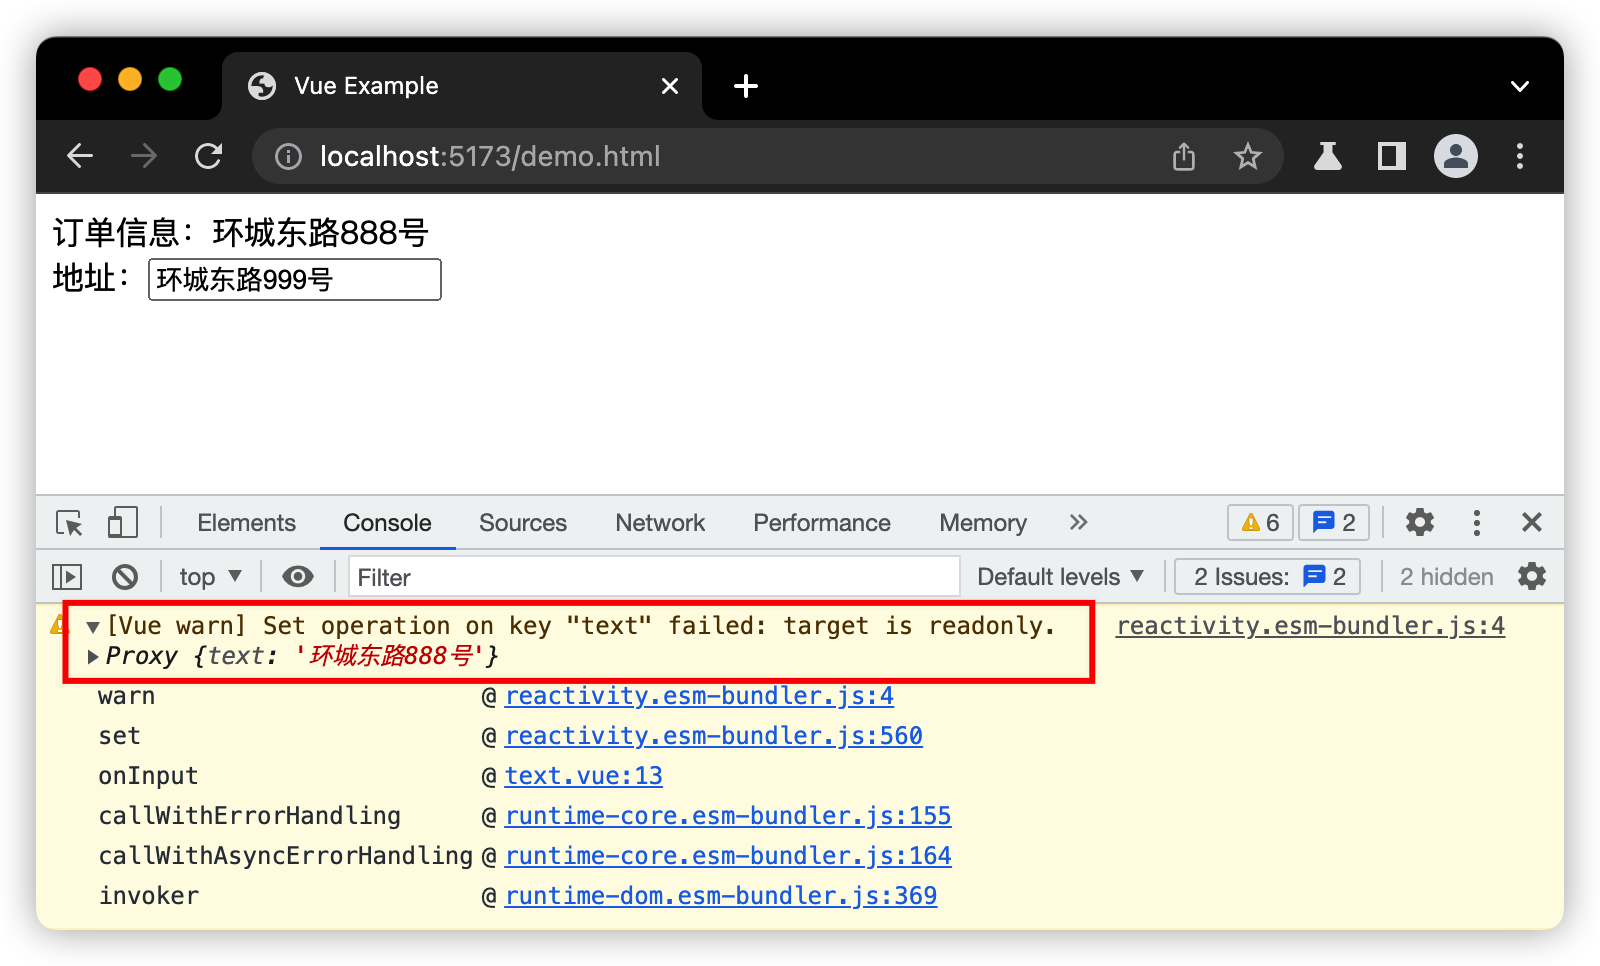 Vue Example
localhost:5173/demo.html
订单信息：环城东路888号
地址：环城东路999号
Elements Console Sources Network Performance Memory 6 2
top Filter Default levels 2 Issues: 2 2 hidden
[Vue warn] Set operation on key "text" failed: target is readonly. reactivity.esm-bundler.js:4
Proxy {text: '环城东路888号'}
warn @ reactivity.esm-bundler.js:4
set @ reactivity.esm-bundler.js:560
onInput @ text.vue:13
callWithErrorHandling @ runtime-core.esm-bundler.js:155
callWithAsyncErrorHandling @ runtime-core.esm-bundler.js:164
invoker @ runtime-dom.esm-bundler.js:369